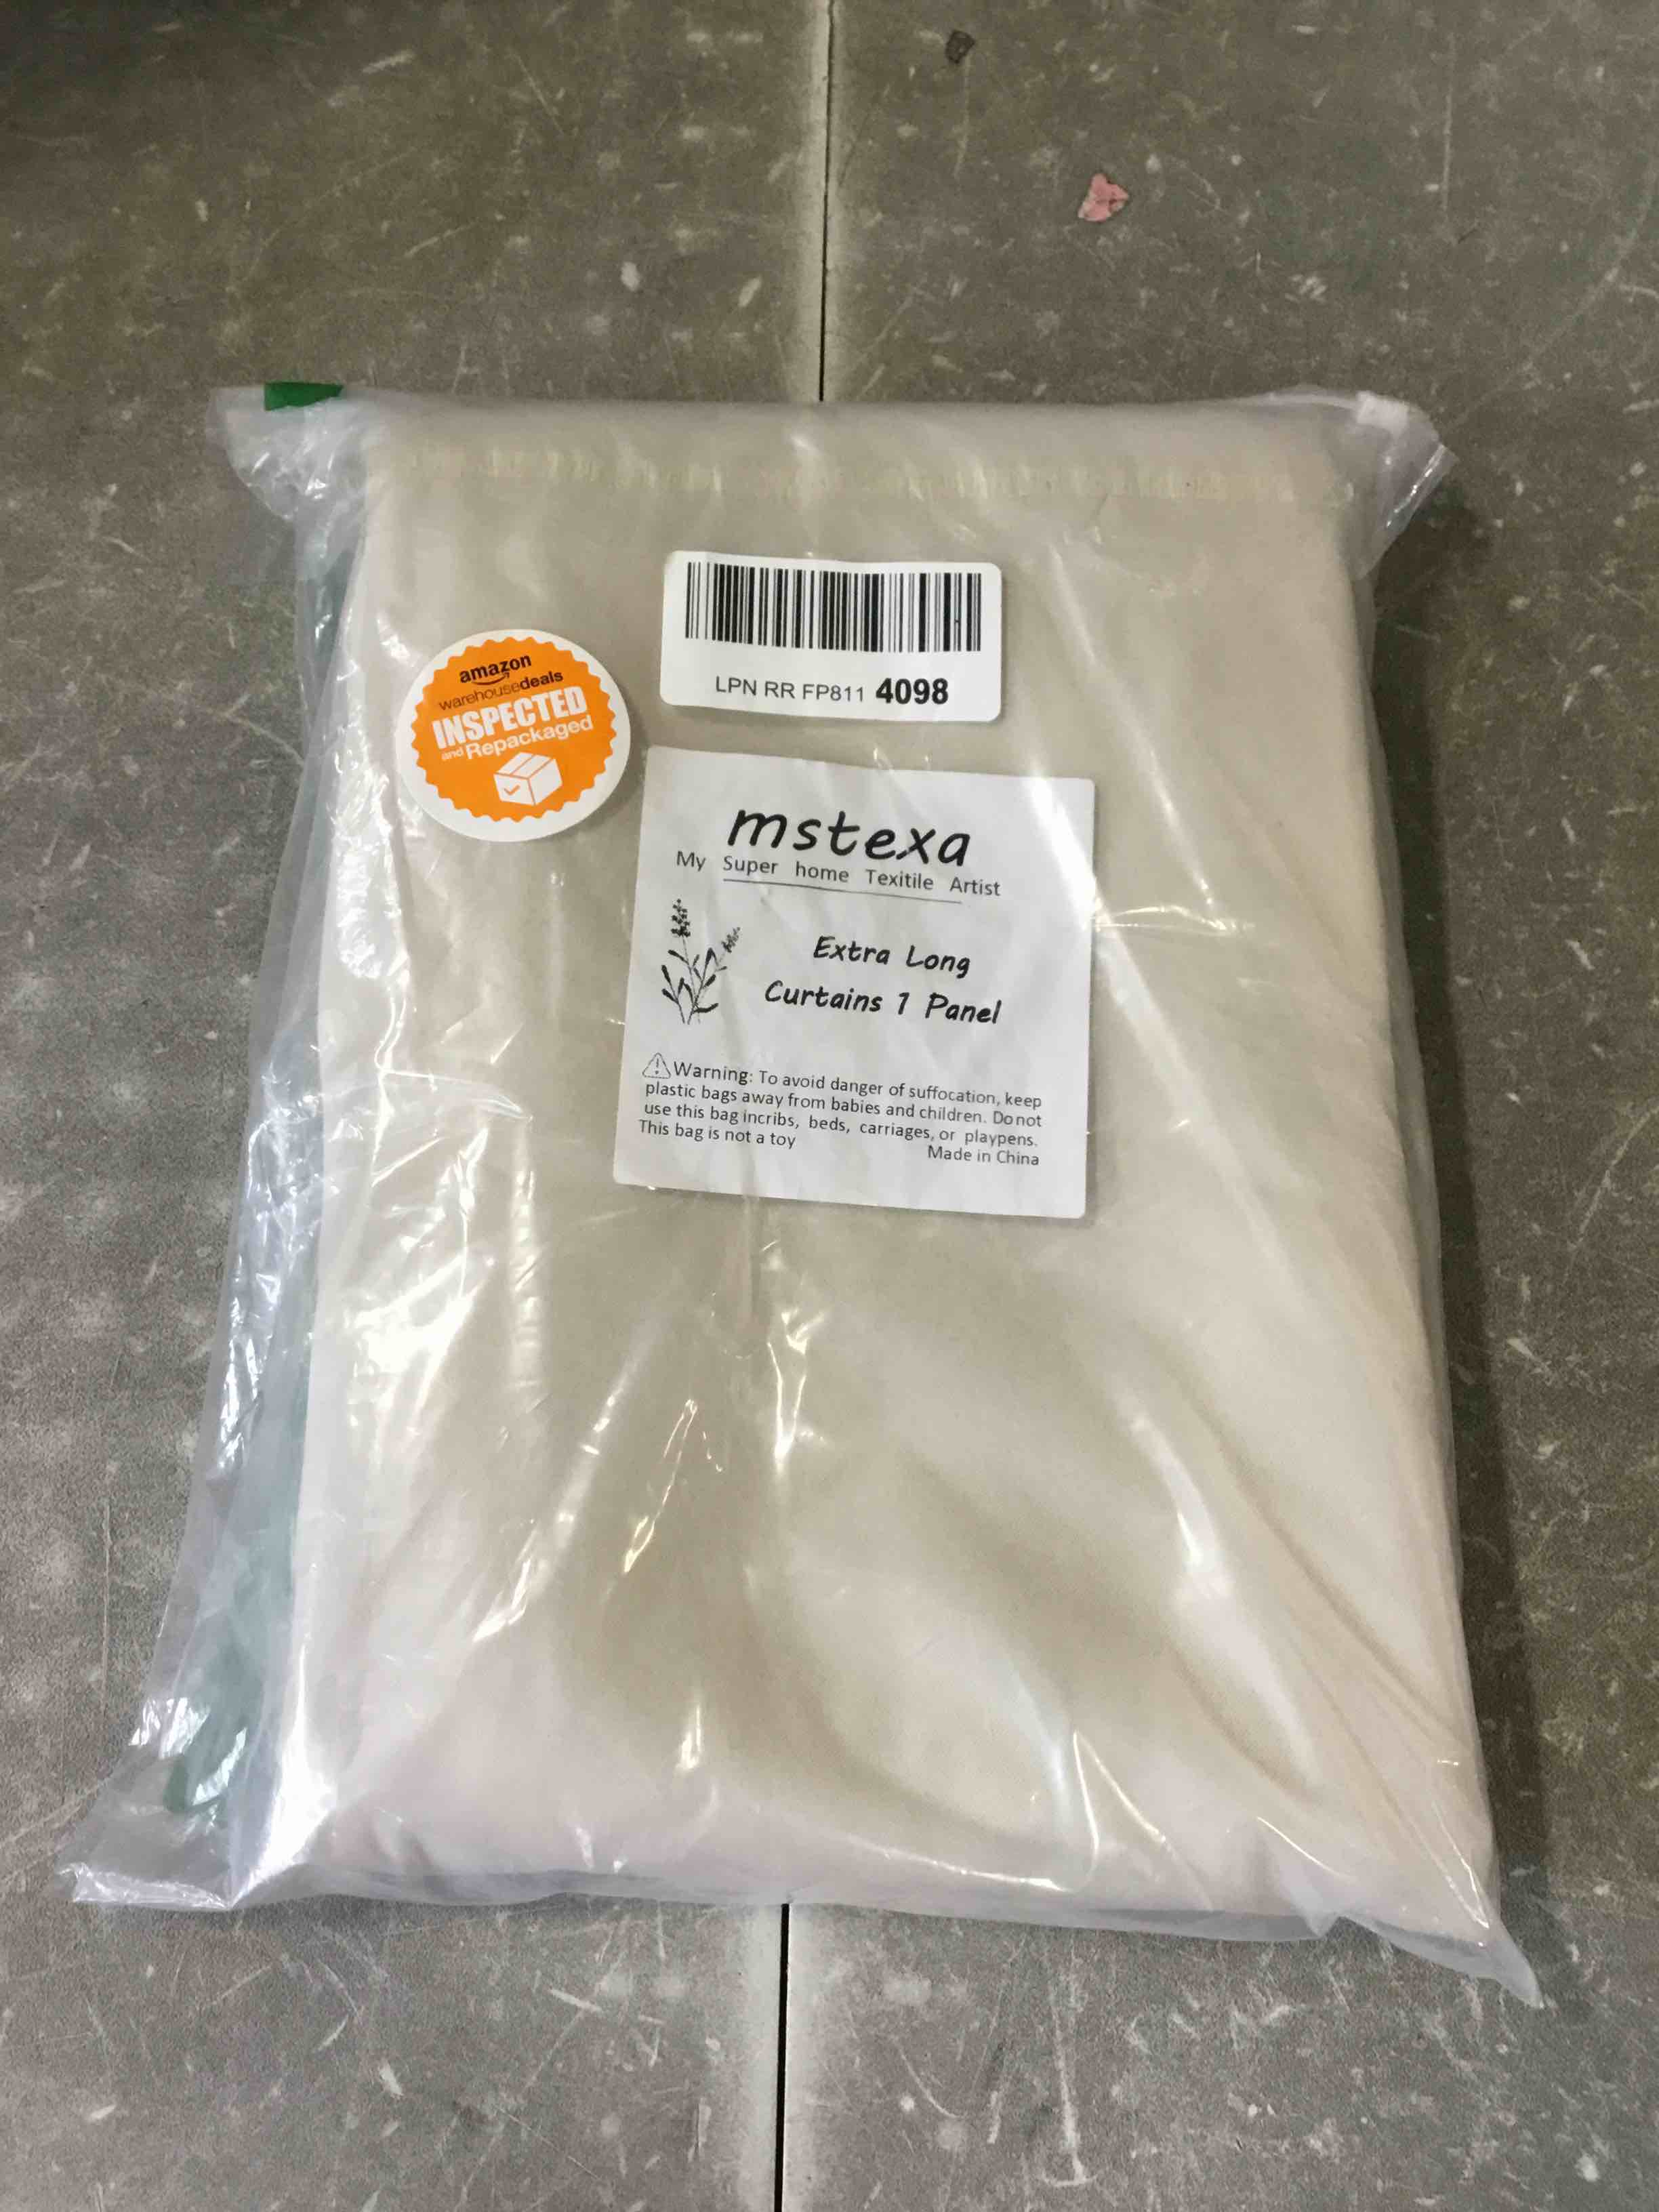 LPN RR FP811 4098
amazon
warehousedeals
INSPECTED
and Repackaged
mstexa
My Super home Texitile Artist
Extra Long
Curtains 1 Panel
Warning: To avoid danger of suffocation, keep
plastic bags away from babies and children. Do not
use this bag incribs, beds, carriages, or playpens.
This bag is not a toy
Made in China